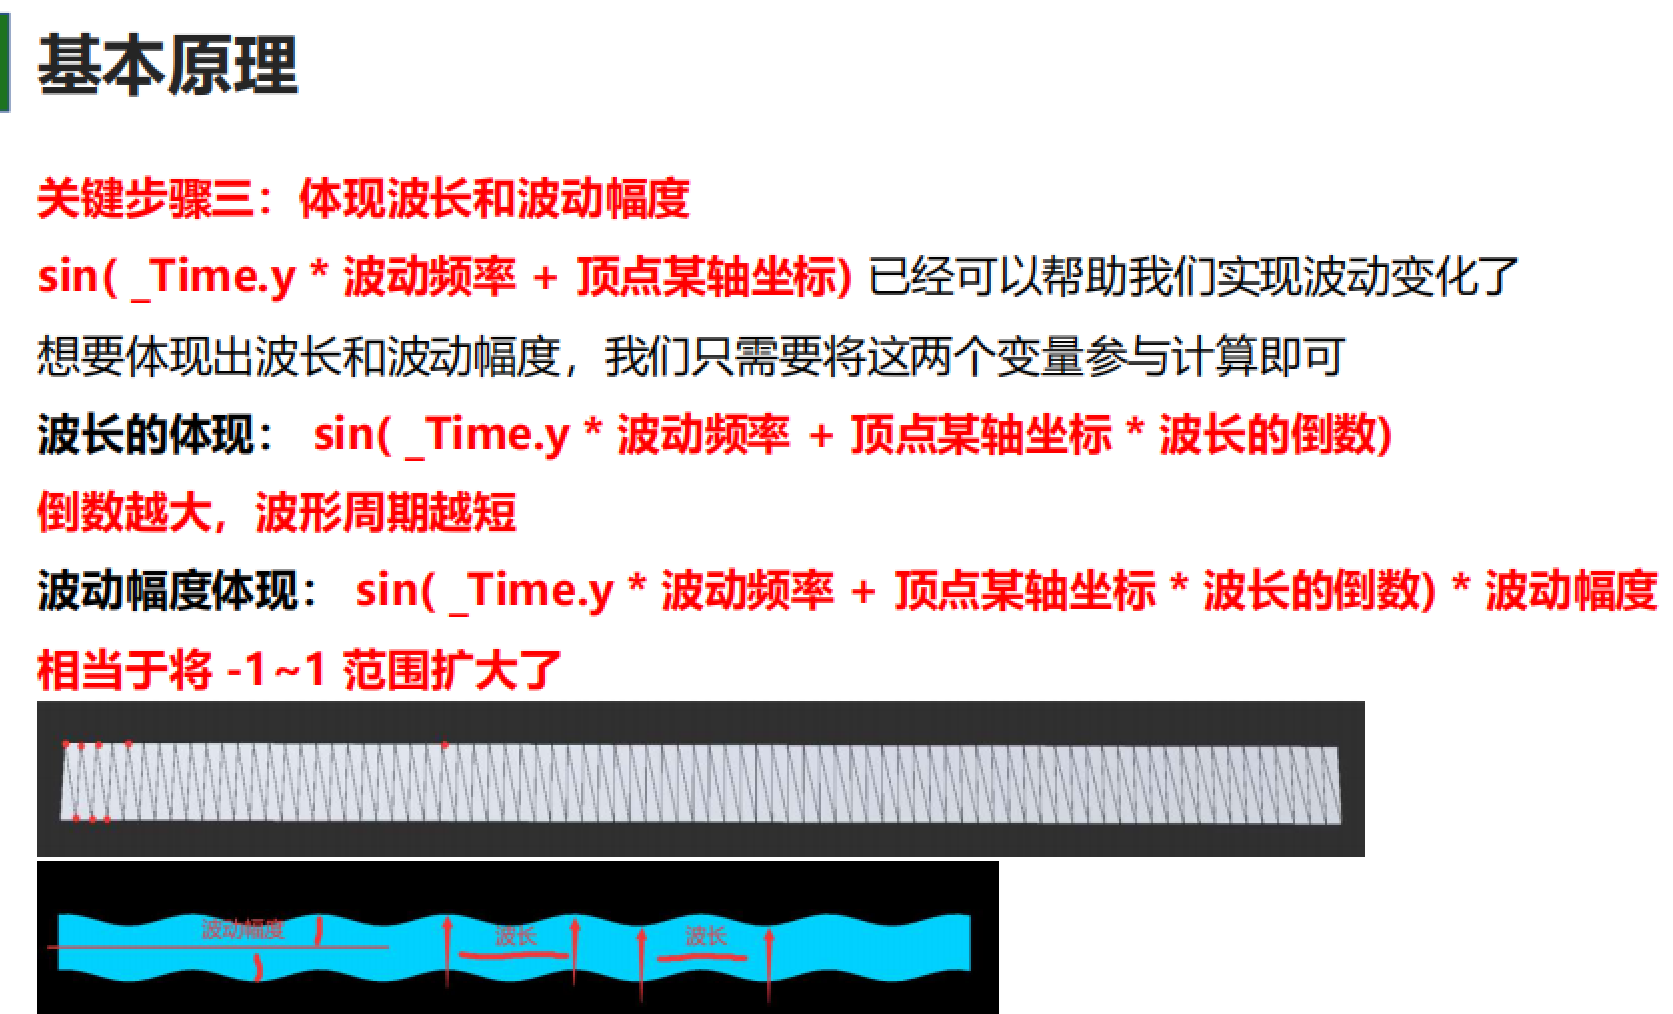 基本原理
关键步骤三：体现波长和波动幅度
sin( _Time.y * 波动频率 + 顶点某轴坐标) 已经可以帮助我们实现波动变化了
想要体现出波长和波动幅度，我们只需要将这两个变量参与计算即可
波长的体现： sin( _Time.y * 波动频率 + 顶点某轴坐标 * 波长的倒数)
倒数越大，波形周期越短
波动幅度体现： sin( _Time.y * 波动频率 + 顶点某轴坐标 * 波长的倒数) * 波动幅度
相当于将 -1~1 范围扩大了
波动幅度 波长 波长